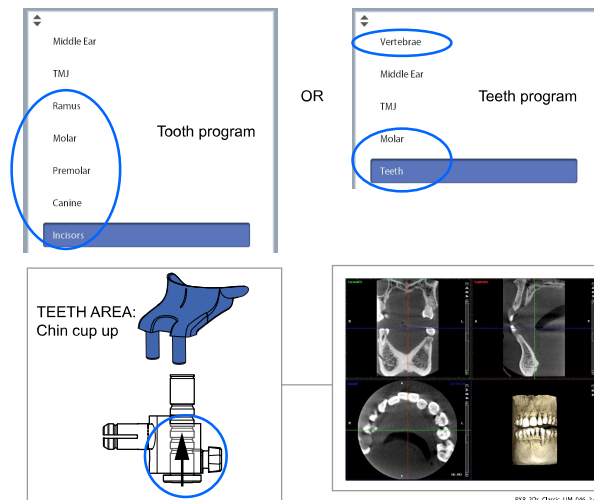 Middle Ear
TMJ
Ramus
Molar
Premolar
Canine
Incisors
Tooth program
OR
Vertebrae
Middle Ear
TMJ
Molar
Teeth
Teeth program
TEETH AREA:
Chin cup up